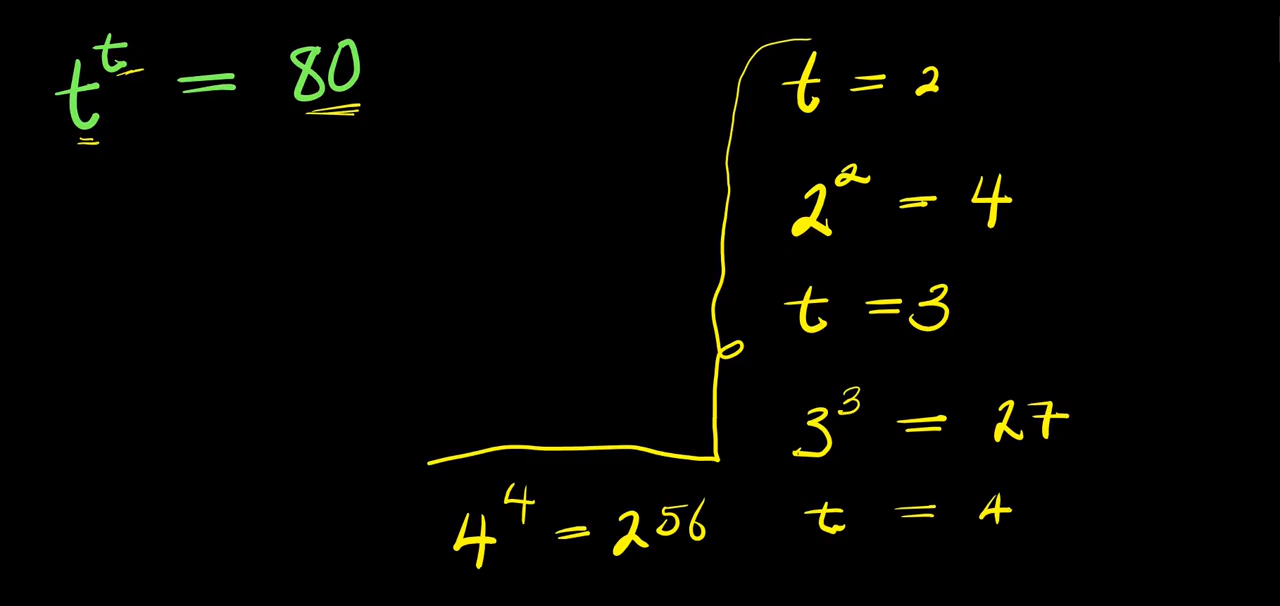 t^t = 80
t = 2
2^2 = 4
t = 3
3^3 = 27
t = 4
4^4 = 256